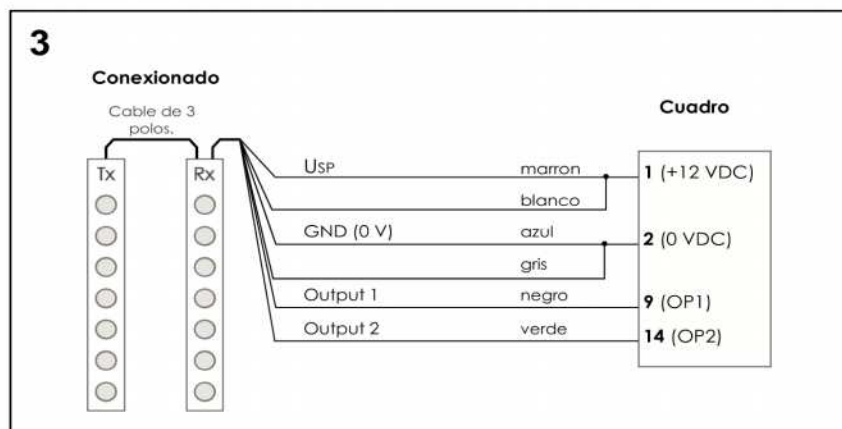 3
Conexionado
Cable de 3
polos.
Cuadro
Tx
Rx
USP
marron
1 (+12 VDC)
blanco
GND (0 V)
azul
2 (0 VDC)
gris
Output 1
negro
9 (OP1)
Output 2
verde
14 (OP2)